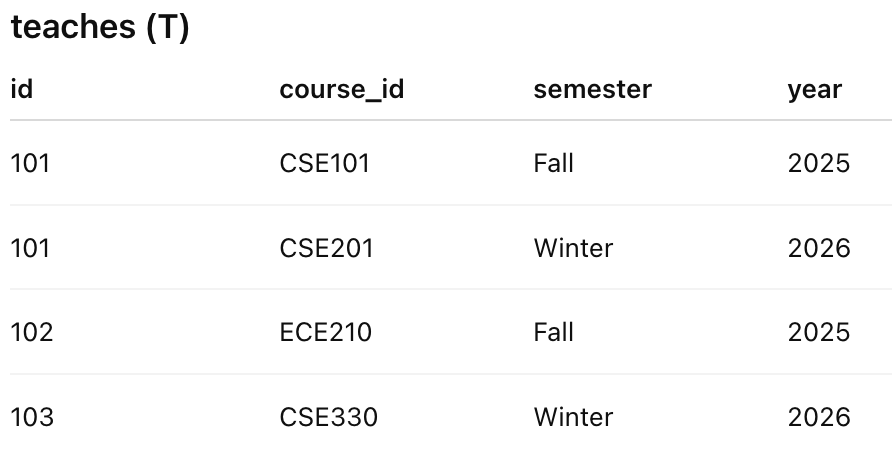 teaches (T)
id course_id semester year
101 CSE101 Fall 2025
101 CSE201 Winter 2026
102 ECE210 Fall 2025
103 CSE330 Winter 2026